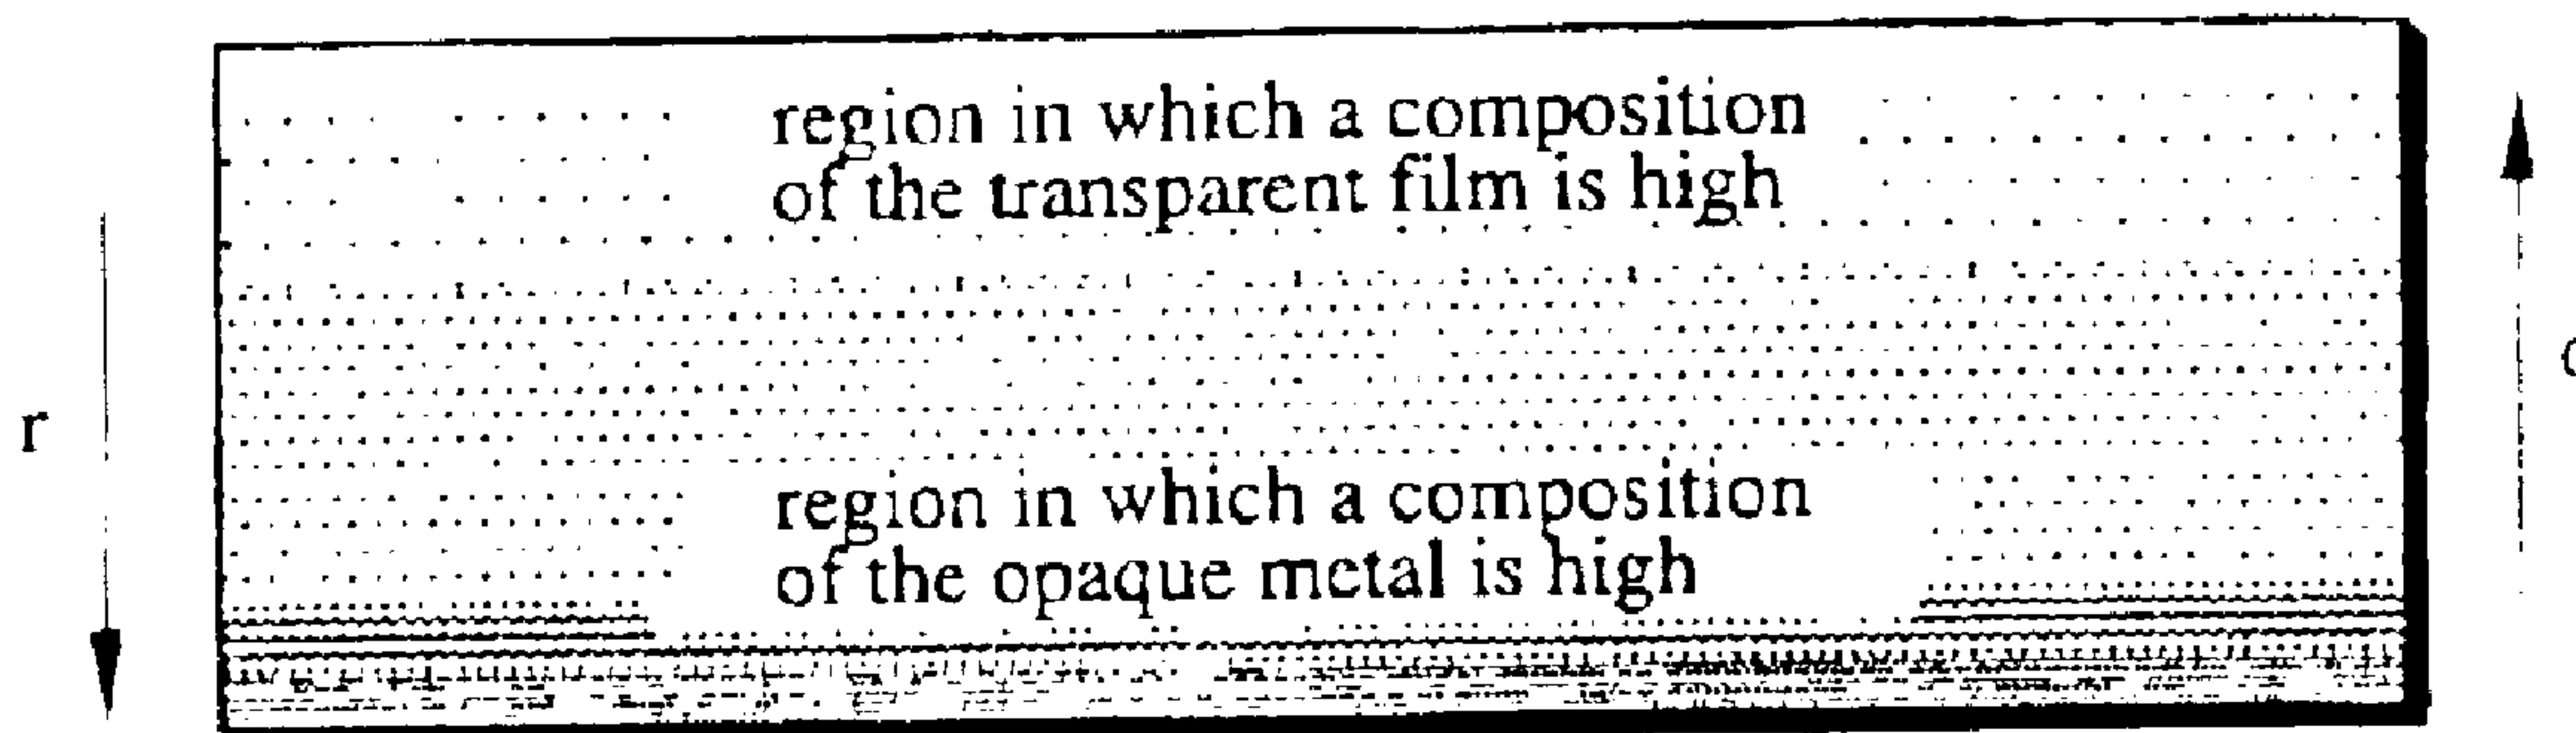 region in which a composition
of the transparent film is high
r
region in which a composition
of the opaque metal is high